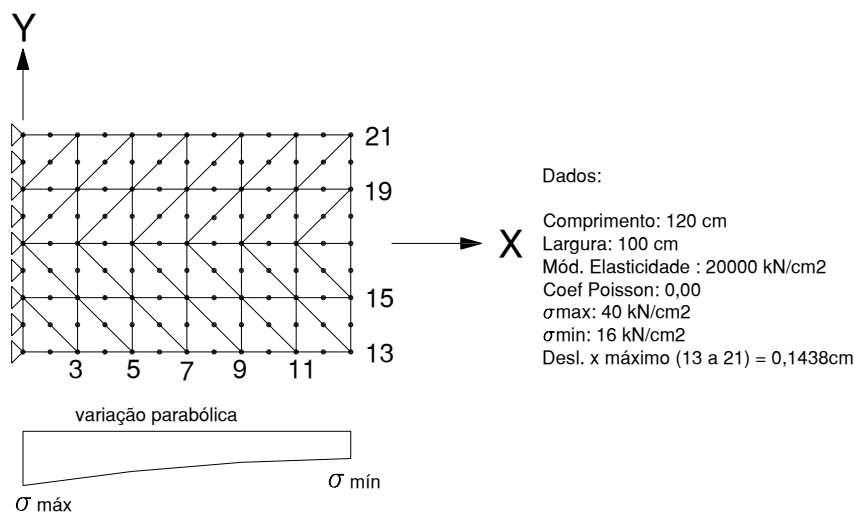 Y
21
19
X
15
13
3
5
7
9
11
Dados:
Comprimento: 120 cm
Largura: 100 cm
Mód. Elasticidade : 20000 kN/cm2
Coef Poisson: 0,00
σmax: 40 kN/cm2
σmin: 16 kN/cm2
Desl. x máximo (13 a 21) = 0,1438cm
variação parabólica
σ mín
σ máx